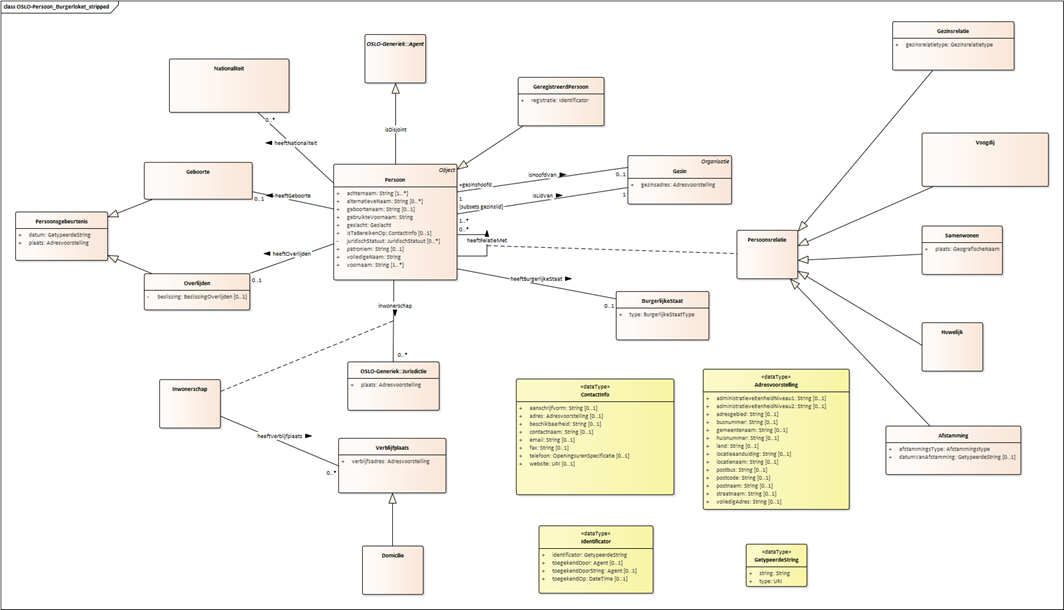 class OSLO-Persoon_Burgerloket_stripped
OSLO-Generiek::Agent
Nationaliteit
GeregistreerdPersoon
+ registratie: Identificator
Gezinsrelatie
+ gezinsrelatietype: Gezinsrelatietype
isDisjoint
0..*
heeftNationaliteit
Voogdij
Geboorte
heeftGeboorte
0..1
Object
Persoon
+ achternaam: String [1..*]
+ alternatieveNaam: String [0..*]
+ geboortenaam: String [0..1]
+ gebruikteVoornaam: String
+ geslacht: Geslacht
+ isTeBereikenOp: ContactInfo [0..1]
- juridischStatuut: JuridischStatuut [0..*]
+ patroniem: String [0..1]
+ volledigeNaam: String
+ voornaam: String [1..*]
isHoofdVan
+gezinshoofd
0..1
1
isLidVan
{subsets gezinslid}
1
1..*
0..*
heeftRelatieMet
Organisatie
Gezin
+ gezinsadres: Adresvoorstelling
Persoonsgebeurtenis
+ datum: GetypeerdeString
+ plaats: Adresvoorstelling
Persoonsrelatie
Samenwonen
+ plaats: GeografischeNaam
heeftOverlijden
0..1
Overlijden
- beslissing: BeslissingOverlijden [0..1]
heeftBurgerlijkeStaat
0..1
BurgerlijkeStaat
+ type: BurgerlijkeStaatType
inwonerschap
0..*
Huwelijk
OSLO-Generiek::Jurisdictie
+ plaats: Adresvoorstelling
Inwonerschap
heeftVerblijfplaats
0..*
Verblijfplaats
+ verblijfsadres: Adresvoorstelling
Afstamming
+ afstammingsType: Afstammingstype
+ datumVanAfstamming: GetypeerdeString [0..1]
«dataType»
ContactInfo
+ aanschrijfvorm: String [0..1]
+ adres: Adresvoorstelling [0..1]
+ beschikbaarheid: String [0..1]
+ contactnaam: String [0..1]
+ email: String [0..1]
+ fax: String [0..1]
+ telefoon: OpeningsurenSpecificatie [0..1]
+ website: URI [0..1]
«dataType»
Adresvoorstelling
+ administratieveEenheidNiveau1: String [0..1]
+ administratieveEenheidNiveau2: String [0..1]
+ adresgebied: String [0..1]
+ busnummer: String [0..1]
+ gemeentenaam: String [0..1]
+ huisnummer: String [0..1]
+ land: String [0..1]
+ locatieaanduiding: String [0..1]
+ locatienaam: String [0..1]
+ postbus: String [0..1]
+ postcode: String [0..1]
+ postnaam: String [0..1]
+ straatnaam: String [0..1]
+ volledigAdres: String [0..1]
Domicilie
«dataType»
Identificator
+ identificator: GetypeerdeString
+ toegekendDoor: Agent [0..1]
+ toegekendDoorString: Agent [0..1]
+ toegekendOp: DateTime [0..1]
«dataType»
GetypeerdeString
+ string: String
+ type: URI